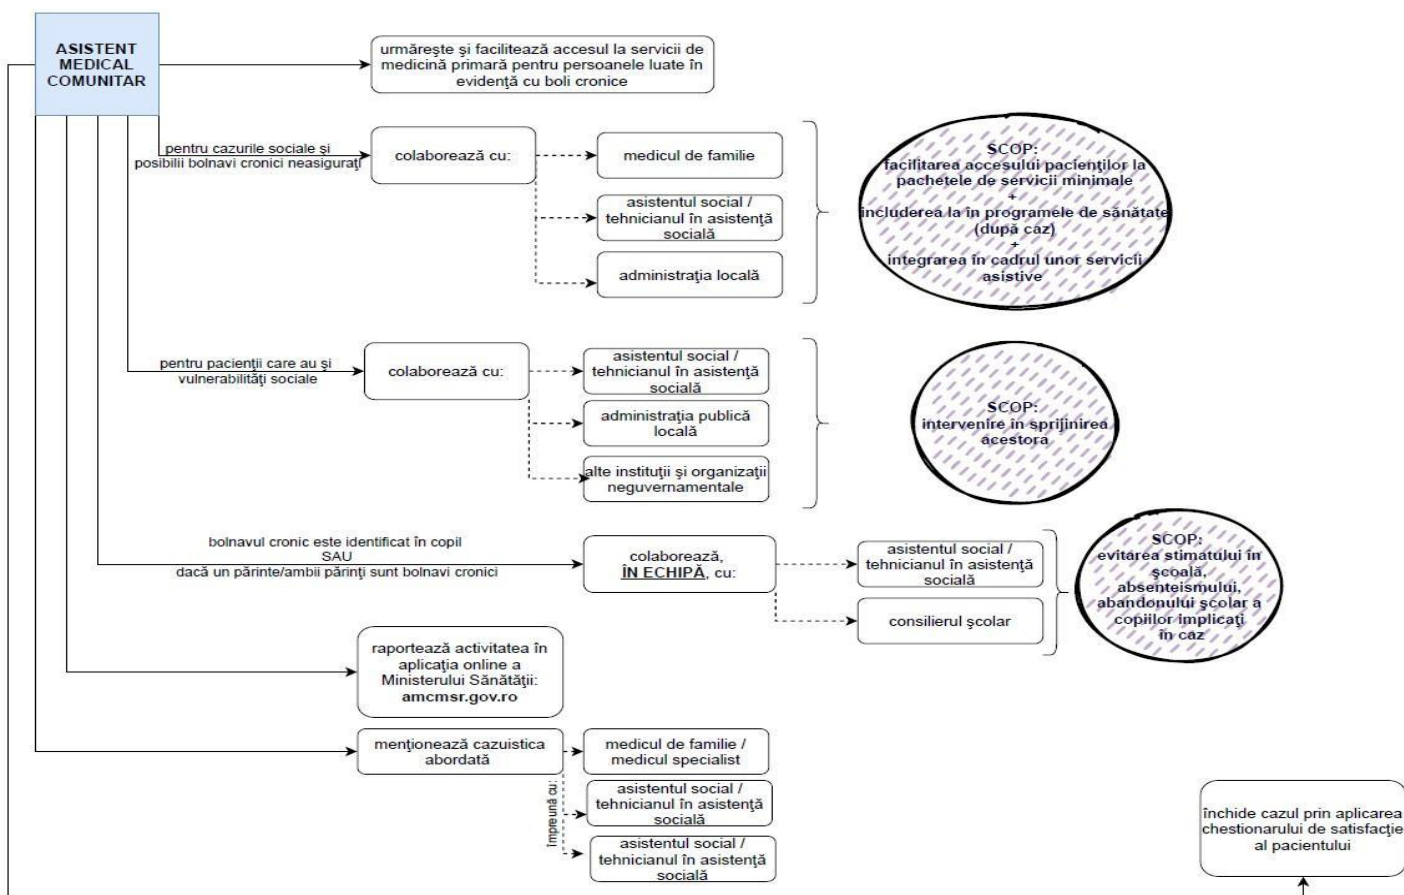 ASISTENT
MEDICAL
COMUNITAR
urmărește și facilitează accesul la servicii de
medicină primară pentru persoanele luate în
evidență cu boli cronice
pentru cazurile sociale și
posibilii bolnavi cronici neasigurați
colaborează cu:
medicul de familie
asistentul social /
tehnicianul în asistență
socială
administrația locală
SCOP:
facilitarea accesului pacienților la
pachetele de servicii minimale
+
includerea la în programele de sănătate
(după caz)
+
integrarea în cadrul unor servicii
asistive
pentru pacienții care au și
vulnerabilități sociale
colaborează cu:
asistentul social /
tehnicianul în asistență
socială
administrația publică
locală
alte instituții și organizații
neguvernamentale
SCOP:
intervenire în sprijinirea
acestora
bolnavul cronic este identificat în copil
SAU
dacă un părinte/ambii părinți sunt bolnavi cronici
colaborează,
ÎN ECHIPĂ, cu:
asistentul social /
tehnicianul în asistență
socială
consilierul școlar
SCOP:
evitarea stimatului în
școală,
absenteismului,
abandonului școlar a
copiilor implicați
în caz
raportează activitatea în
aplicația online a
Ministerului Sănătății:
amcmsr.gov.ro
menționează cazuistica
abordată
împreună cu:
medicul de familie /
medicul specialist
asistentul social /
tehnicianul în asistență
socială
asistentul social /
tehnicianul în asistență
socială
închide cazul prin aplicarea
chestionarului de satisfacție
al pacientului